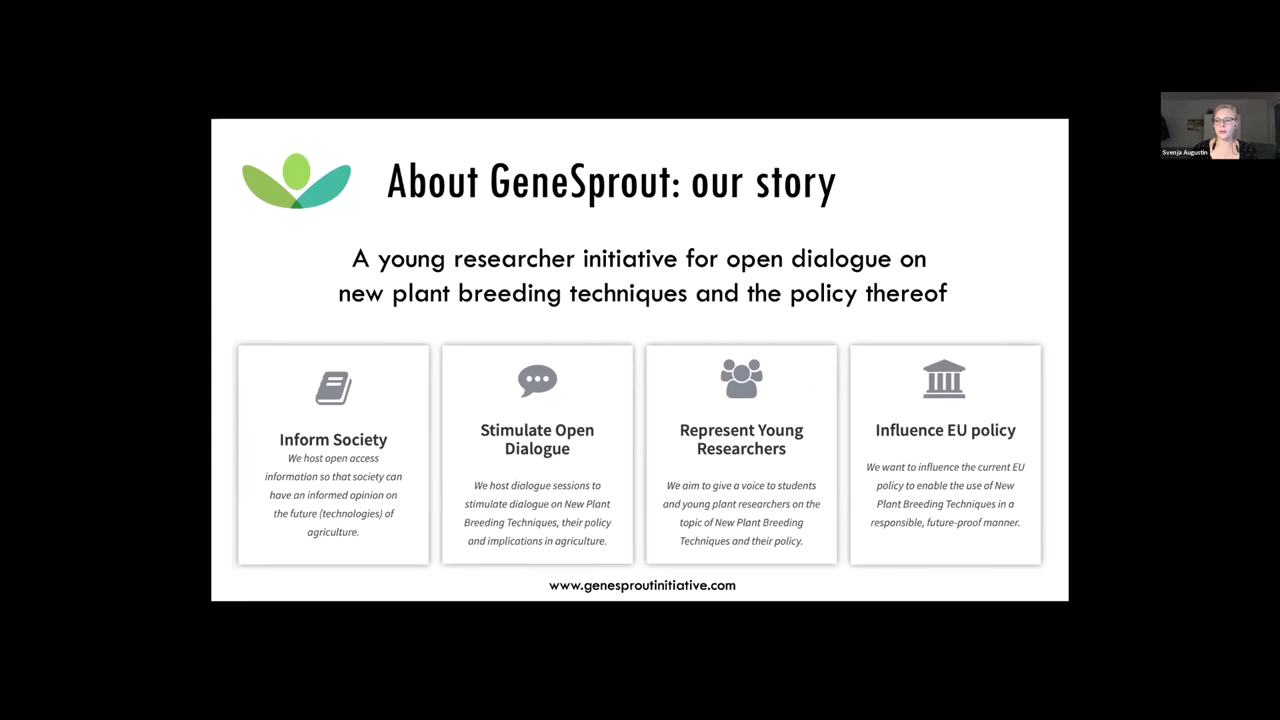 About GeneSprout: our story
A young researcher initiative for open dialogue on
new plant breeding techniques and the policy thereof
Inform Society
We host open access
information so that society can
have an informed opinion on
the future (technologies) of
agriculture.
Stimulate Open
Dialogue
We host dialogue sessions to
stimulate dialogue on New Plant
Breeding Techniques, their policy
and implications in agriculture.
Represent Young
Researchers
We aim to give a voice to students
and young plant researchers on the
topic of New Plant Breeding
Techniques and their policy.
Influence EU policy
We want to influence the current EU
policy to enable the use of New
Plant Breeding Techniques in a
responsible, future-proof manner.
www.genesproutinitiative.com
Svenja Augustin